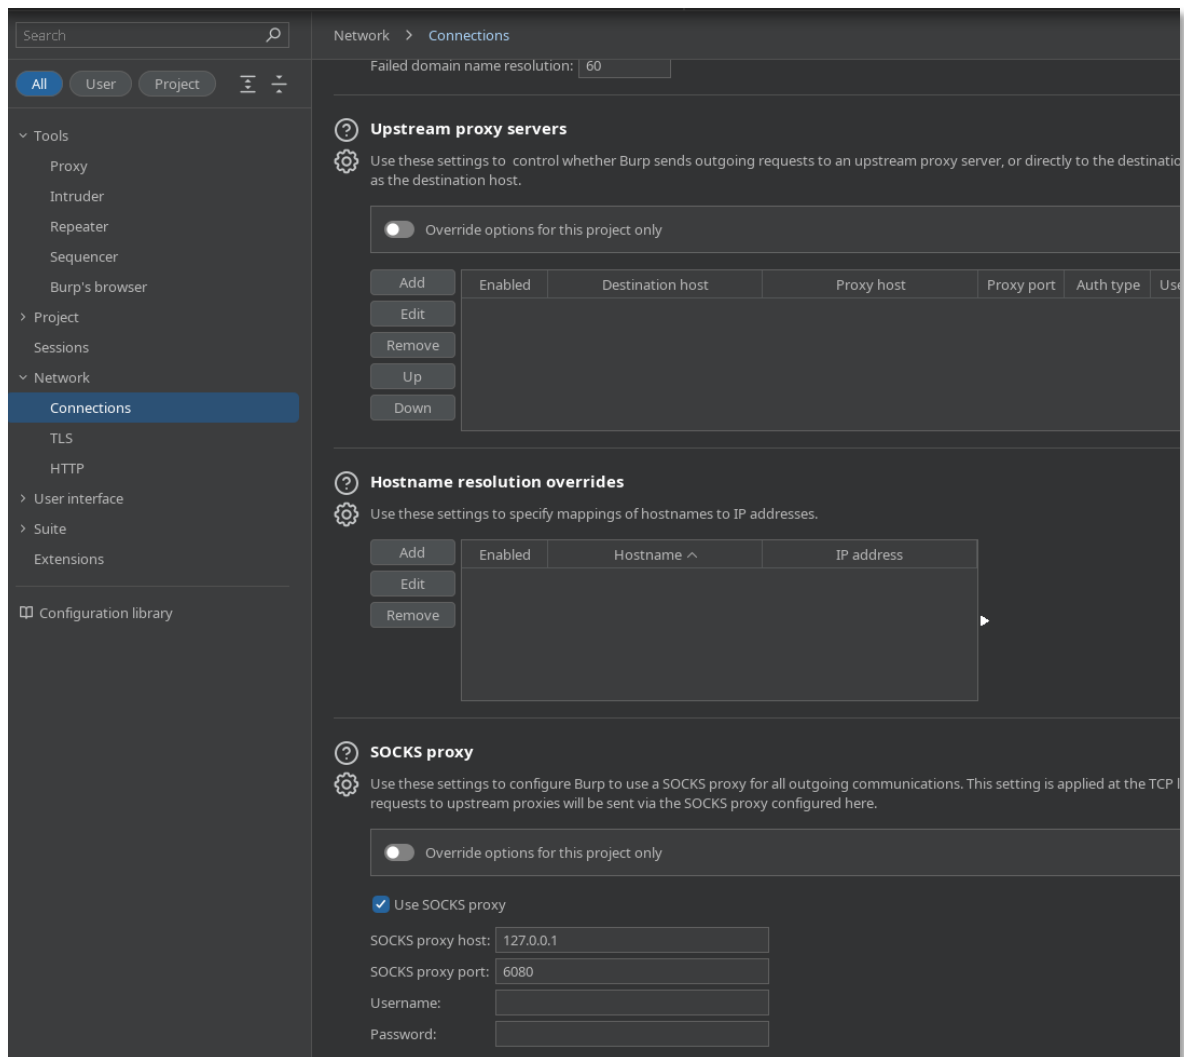 Search
Network > Connections
Failed domain name resolution: 60
All User Project
Tools
Proxy
Intruder
Repeater
Sequencer
Burp's browser
Project
Sessions
Network
Connections
TLS
HTTP
User interface
Suite
Extensions
Configuration library
Upstream proxy servers
Use these settings to  control whether Burp sends outgoing requests to an upstream proxy server, or directly to the
as the destination host.
Override options for this project only
Add
Edit
Remove
Up
Down
Enabled Destination host Proxy host Proxy port Auth type
Hostname resolution overrides
Use these settings to specify mappings of hostnames to IP addresses.
Add
Edit
Remove
Enabled Hostname IP address
SOCKS proxy
Use these settings to configure Burp to use a SOCKS proxy for all outgoing communications. This setting is applied at the TCP
requests to upstream proxies will be sent via the SOCKS proxy configured here.
Override options for this project only
Use SOCKS proxy
SOCKS proxy host: 127.0.0.1
SOCKS proxy port: 6080
Username:
Password: